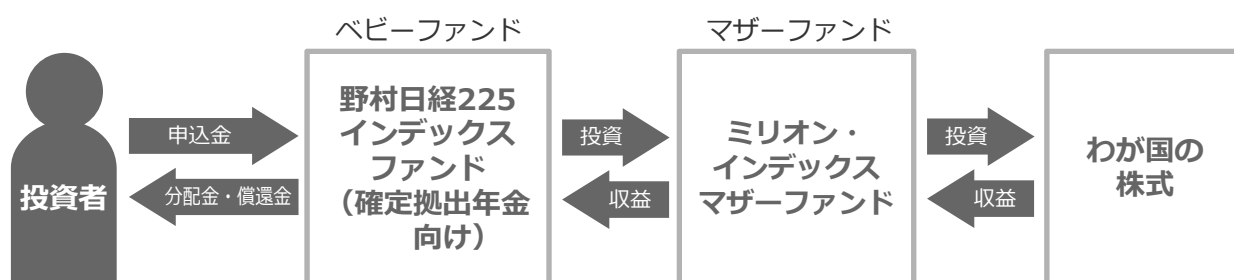 ベビーファンド
マザーファンド
投資者
申込金
分配金・償還金
野村日経225
インデックス
ファンド
（確定拠出年金
向け）
投資
収益
ミリオン・
インデックス
マザーファンド
投資
収益
わが国の
株式